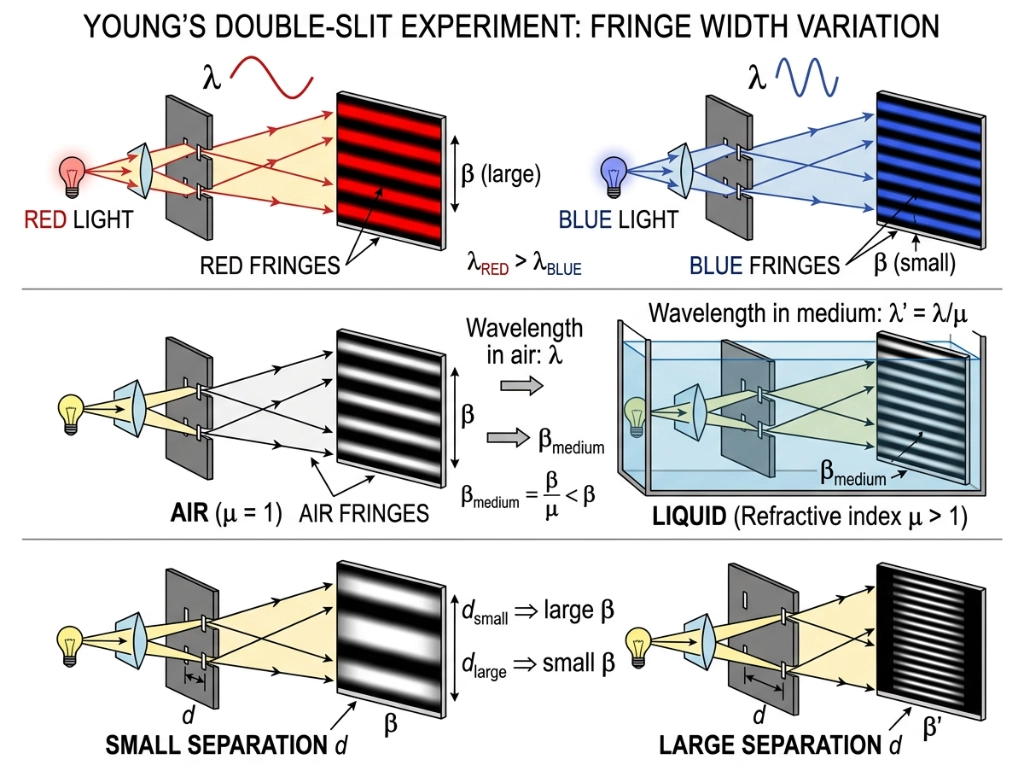 YOUNG'S DOUBLE-SLIT EXPERIMENT: FRINGE WIDTH VARIATION
λ
RED LIGHT
β (large)
RED FRINGES
λRED > λBLUE
λ
BLUE LIGHT
BLUE FRINGES
β (small)
AIR (μ = 1)
AIR FRINGES
β
Wavelength
in air: λ
βmedium
βmedium = β/μ < β
Wavelength in medium: λ' = λ/μ
βmedium
LIQUID (Refractive index μ > 1)
d
β
SMALL SEPARATION d
dsmall ⇒ large β
dlarge ⇒ small β
d
β'
LARGE SEPARATION d